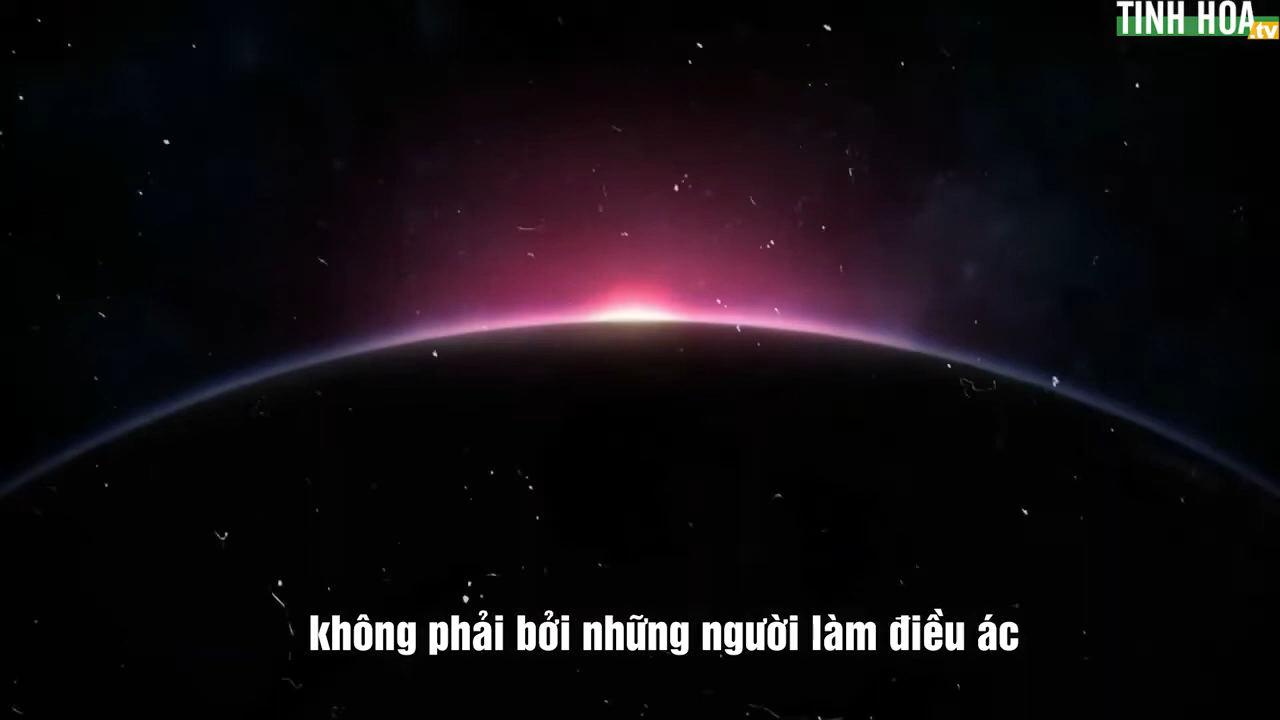 TINH HOA
.tv
không phải bởi những người làm điều ác